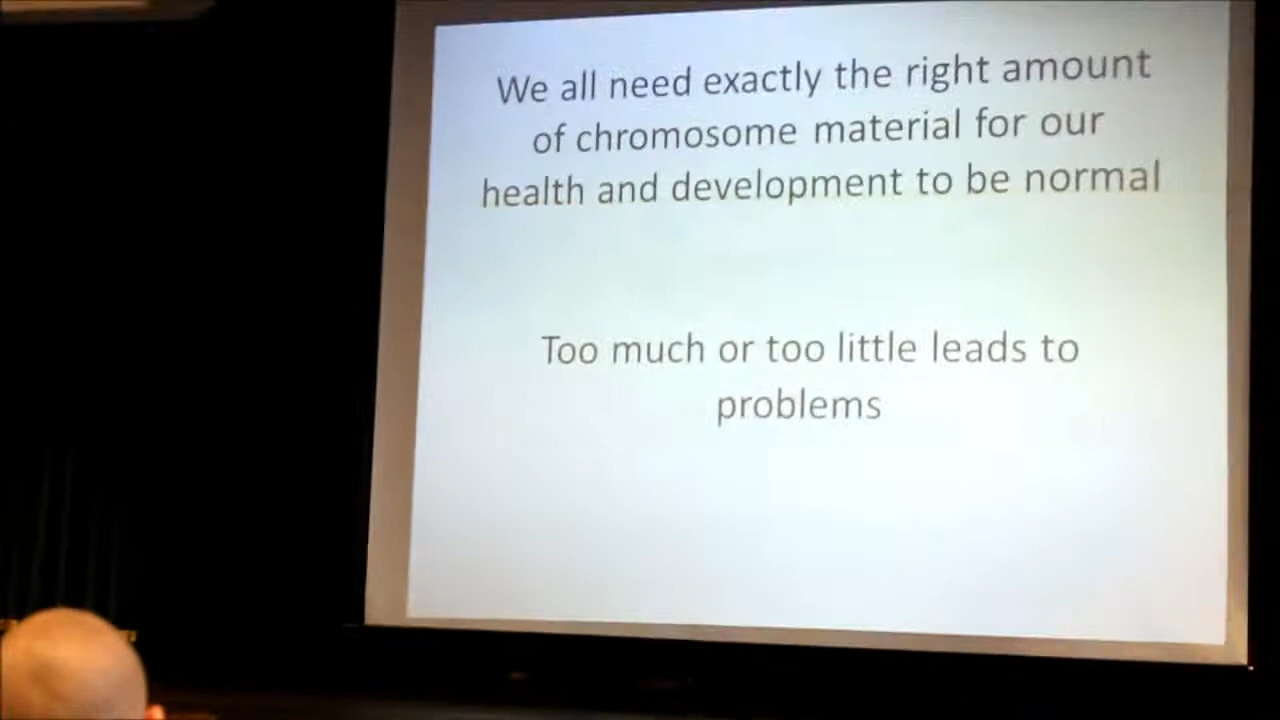 We all need exactly the right amount
of chromosome material for our
health and development to be normal
Too much or too little leads to
problems